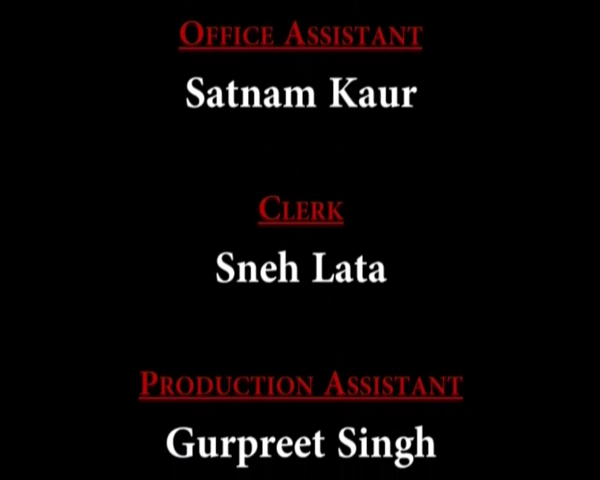 OFFICE ASSISTANT
Satnam Kaur
CLERK
Sneh Lata
PRODUCTION ASSISTANT
Gurpreet Singh